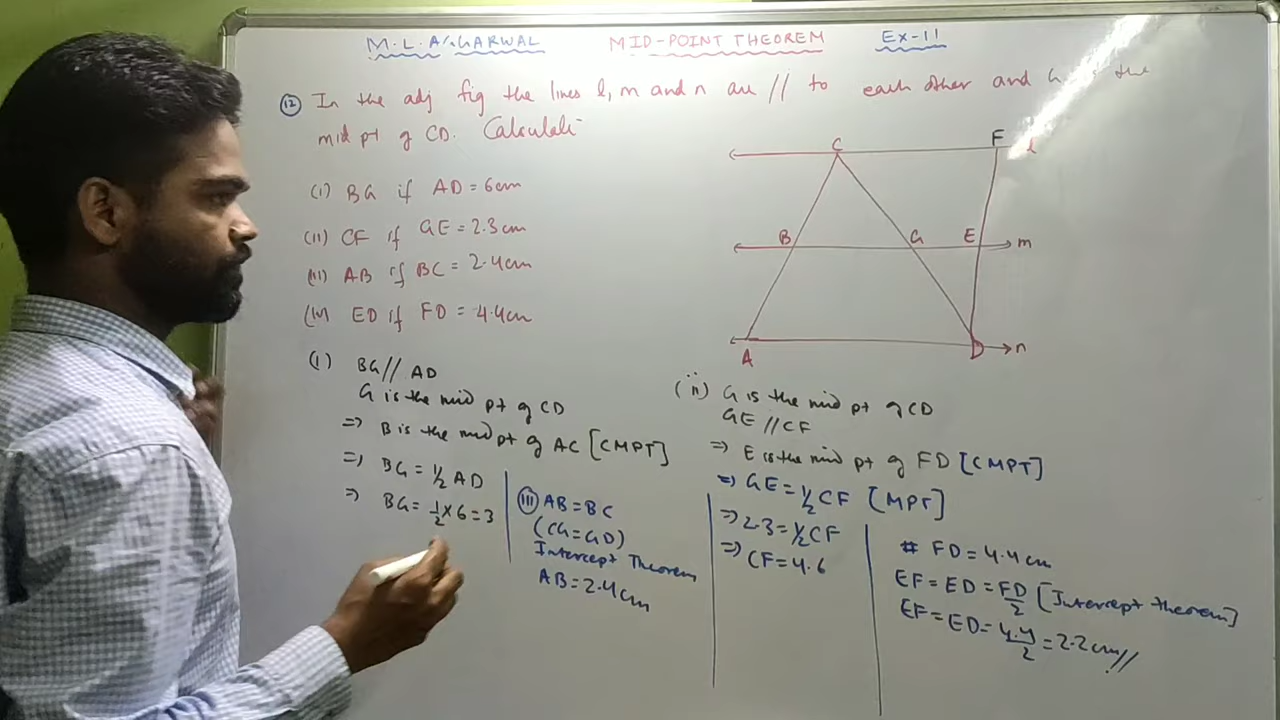 M.L. AGGARWAL MID-POINT THEOREM EX-11
(12) In the adj fig the lines l, m and n are // to each other and G is the
mid pt of CD. Calculate
(i) BG if AD = 6cm
(ii) CF if GE = 2.3cm
(iii) AB if BC = 2.4cm
(iv) ED if FD = 4.4cm
C F l
B G E m
A D n
(i) BG // AD
G is the mid pt of CD
=> B is the mid pt of AC [CMPT]
=> BG = 1/2 AD
=> BG = 1/2 × 6 = 3
(iii) AB = BC
(CG = GD)
Intercept Theorem
AB = 2.4 cm
(ii) G is the mid pt of CD
GE // CF
=> E is the mid pt of FD [CMPT]
=> GE = 1/2 CF [MPT]
=> 2.3 = 1/2 CF
=> CF = 4.6
# FD = 4.4 cm
EF = ED = FD/2 [Intercept theorem]
EF = ED = 4.4/2 = 2.2 cm //